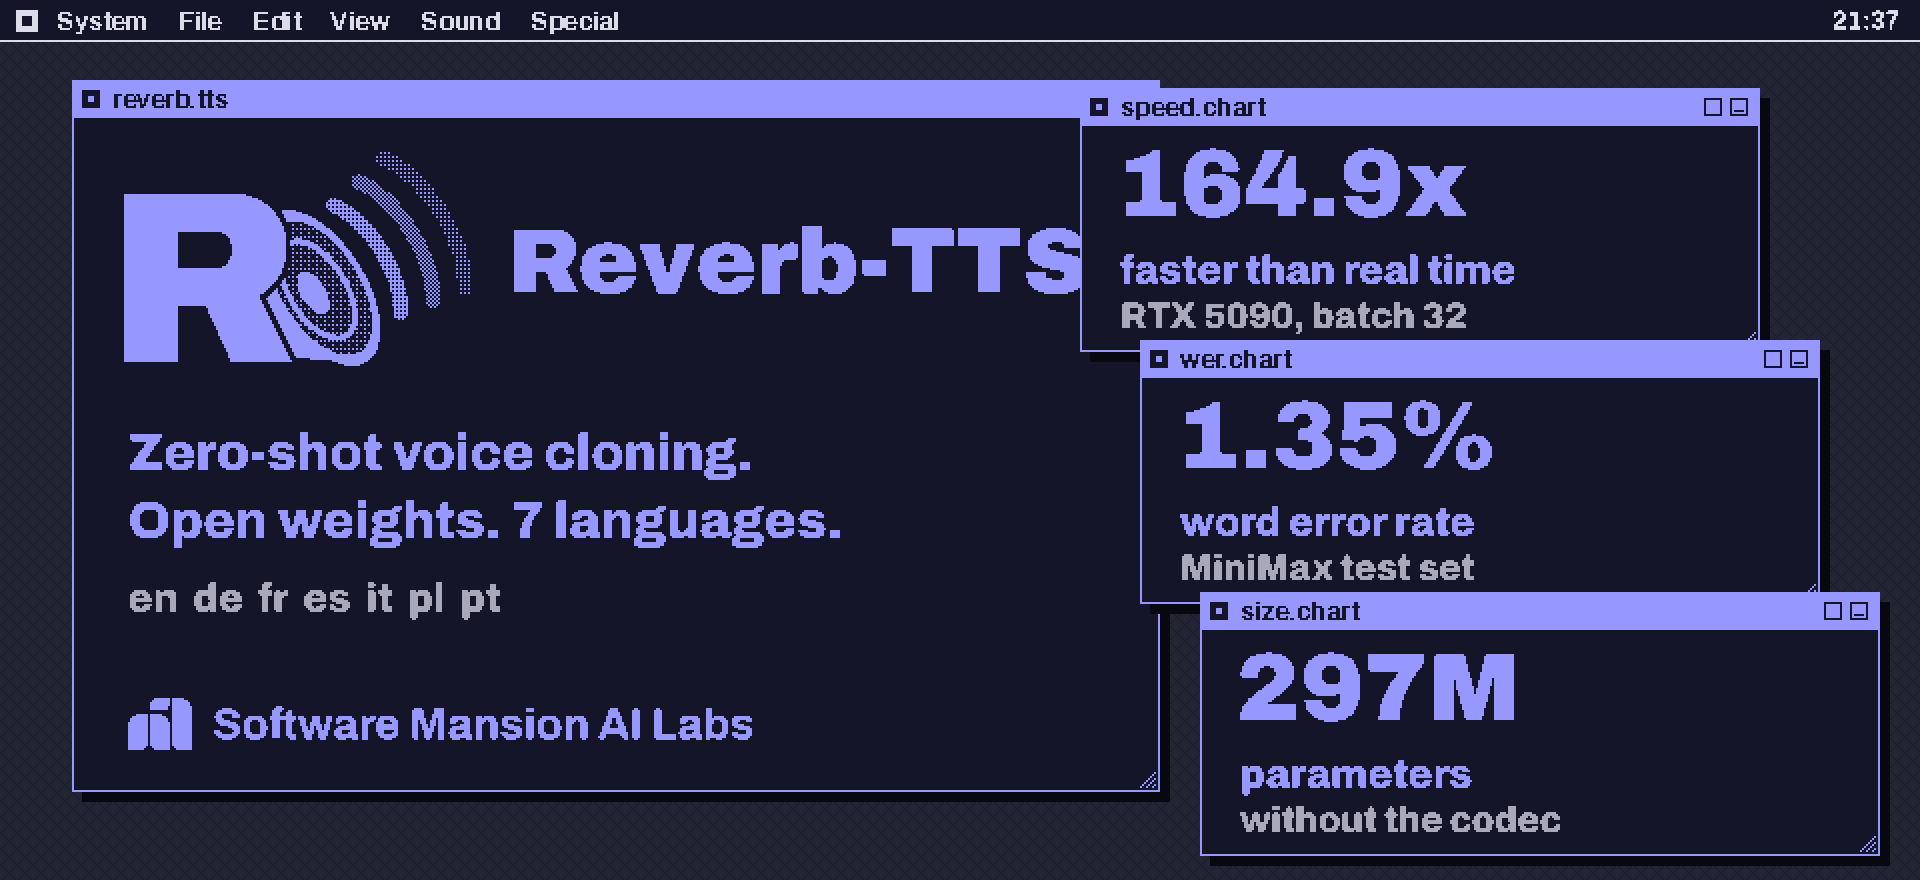 System File Edit View Sound Special 21:37
reverb.tts
Reverb-TTS
Zero-shot voice cloning.
Open weights. 7 languages.
en de fr es it pl pt
Software Mansion AI Labs
speed.chart
164.9x
faster than real time
RTX 5090, batch 32
wer.chart
1.35%
word error rate
MiniMax test set
size.chart
297M
parameters
without the codec